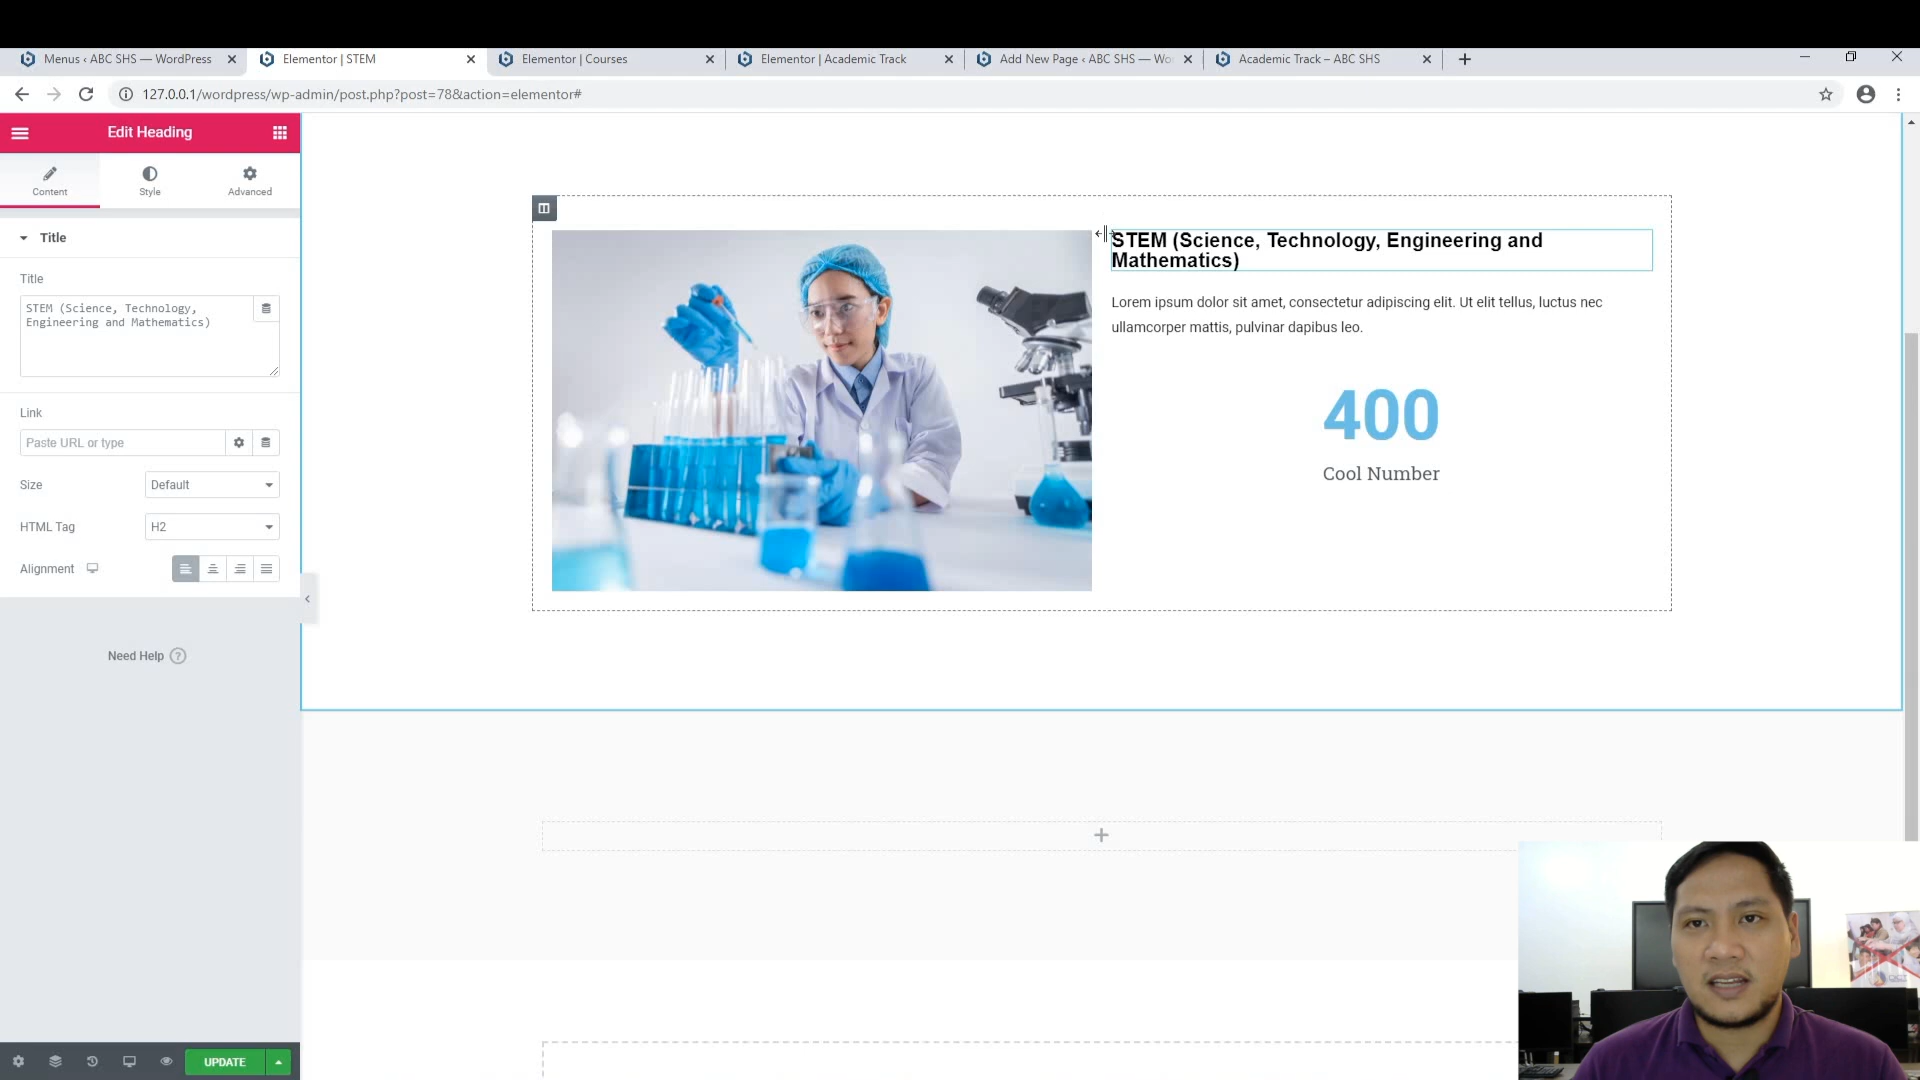 Menus ‹ ABC SHS — WordPress
Elementor | STEM
Elementor | Courses
Elementor | Academic Track
Add New Page ‹ ABC SHS — Wo
Academic Track – ABC SHS
127.0.0.1/wordpress/wp-admin/post.php?post=78&action=elementor#
Edit Heading
Content
Style
Advanced
Title
Title
STEM (Science, Technology,
Engineering and Mathematics)
Link
Paste URL or type
Size
Default
HTML Tag
H2
Alignment
Need Help ?
UPDATE
STEM (Science, Technology, Engineering and
Mathematics)
Lorem ipsum dolor sit amet, consectetur adipiscing elit. Ut elit tellus, luctus nec
ullamcorper mattis, pulvinar dapibus leo.
400
Cool Number